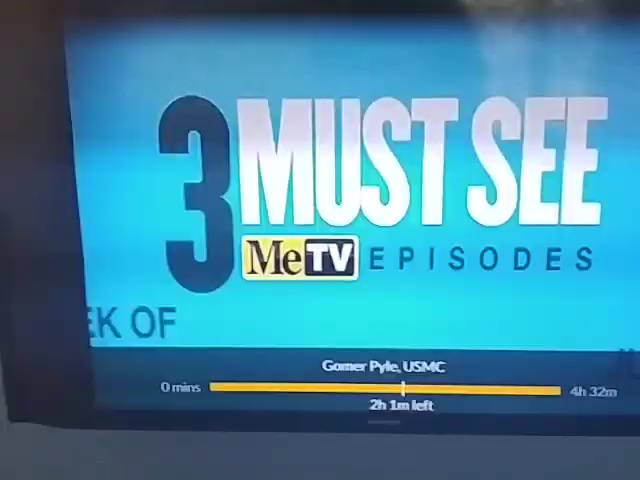 3 MUST SEE
MeTV EPISODES
EK OF
Gomer Pyle, USMC
0 mins 4h 32m
2h 1m left